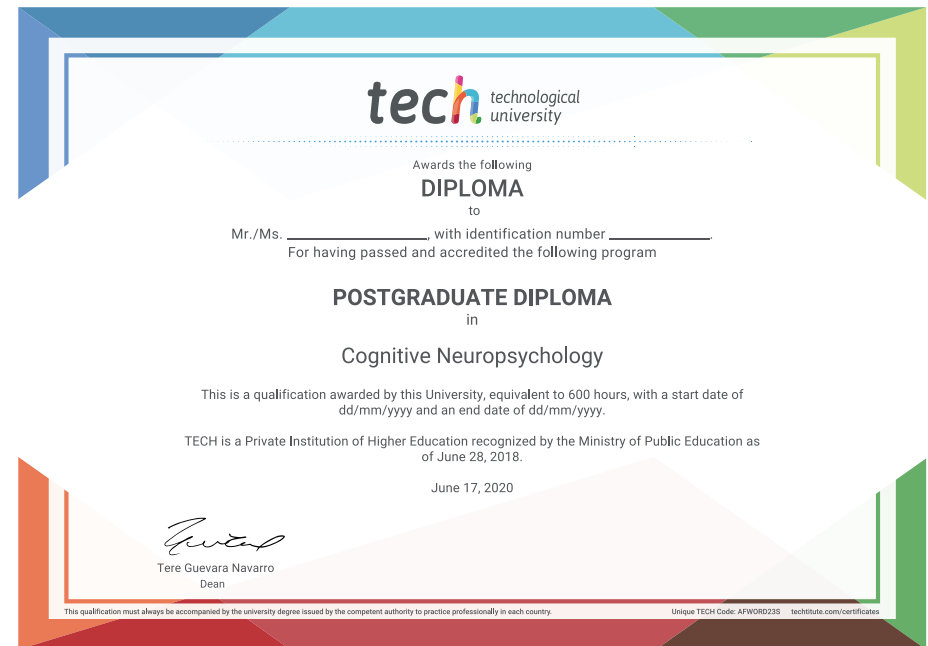 tech technological
university
Awards the following
DIPLOMA
to
Mr./Ms. ____________________, with identification number ______________.
For having passed and accredited the following program
POSTGRADUATE DIPLOMA
in
Cognitive Neuropsychology
This is a qualification awarded by this University, equivalent to 600 hours, with a start date of
dd/mm/yyyy and an end date of dd/mm/yyyy.
TECH is a Private Institution of Higher Education recognized by the Ministry of Public Education as
of June 28, 2018.
June 17, 2020
Tere Guevara Navarro
Dean
This qualification must always be accompanied by the university degree issued by the competent authority to practice professionally in each country. Unique TECH Code: AFWORD23S techtitute.com/certificates